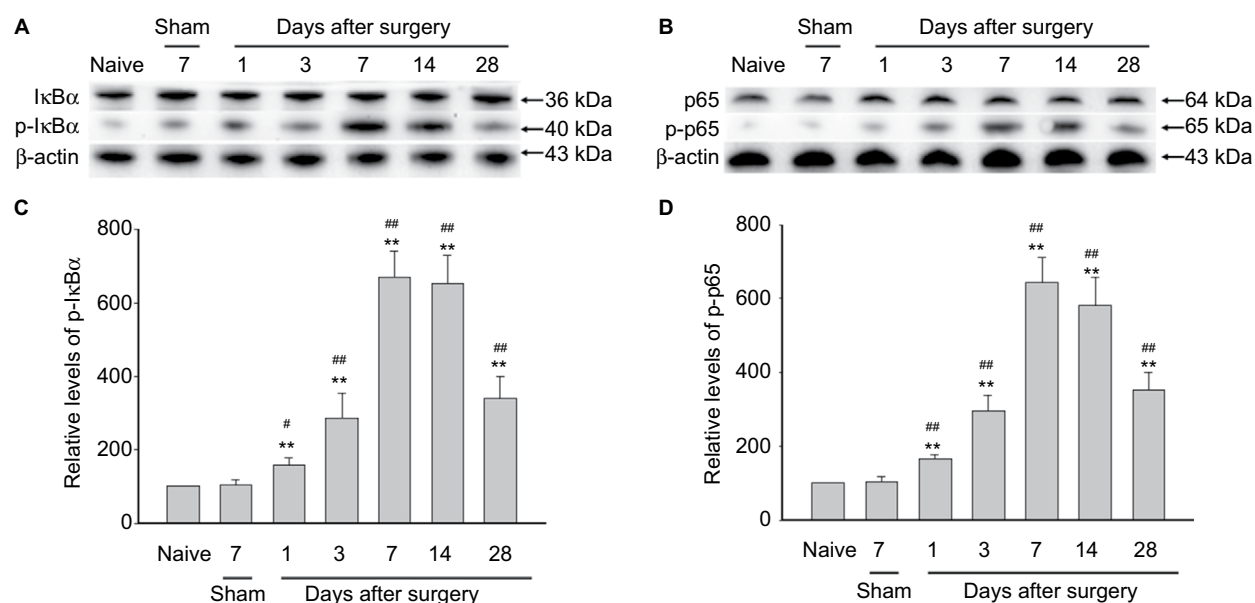 A
Sham
Days after surgery
Naive 7 1 3 7 14 28
IκBα
36 kDa
p-IκBα
40 kDa
β-actin
43 kDa
B
Sham
Days after surgery
Naive 7 1 3 7 14 28
p65
64 kDa
p-p65
65 kDa
β-actin
43 kDa
C
Relative levels of p-IκBα
800
600
400
200
0
#
**
##
**
##
**
##
**
##
**
Naive 7 1 3 7 14 28
Sham
Days after surgery
D
Relative levels of p-p65
800
600
400
200
0
##
**
##
**
##
**
##
**
##
**
Naive 7 1 3 7 14 28
Sham
Days after surgery